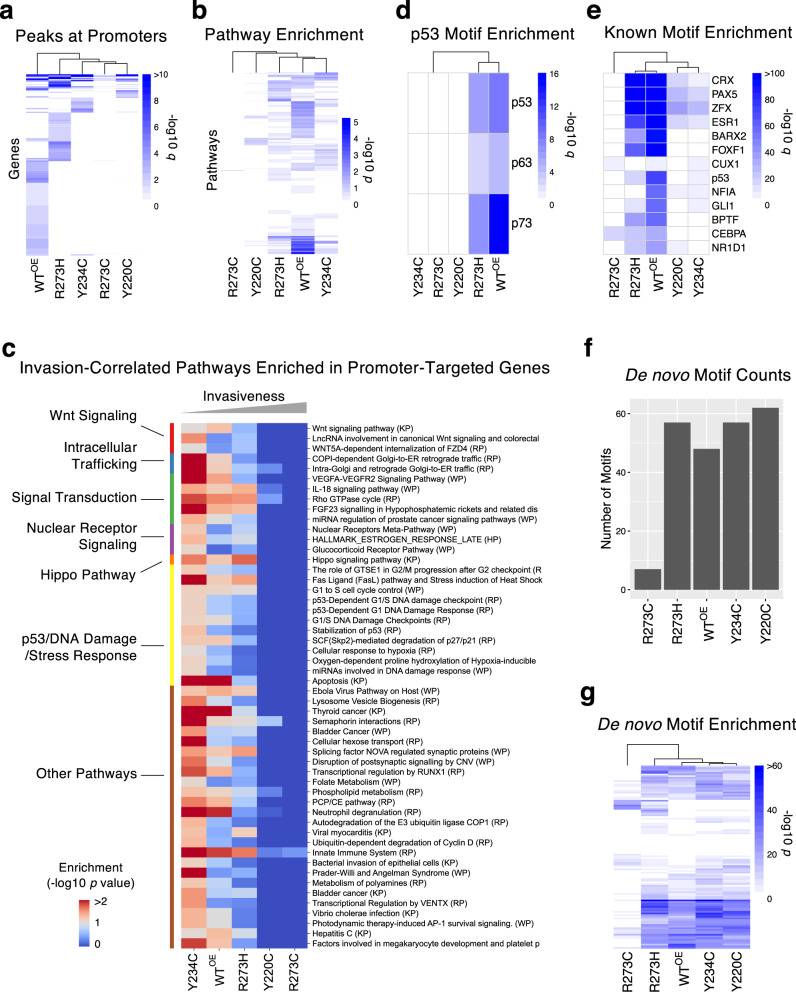 a
Peaks at Promoters
Genes
>10
8
6
4
2
0
-log10 q
WTOE
R273H
Y234C
R273C
Y220C
b
Pathway Enrichment
Pathways
5
4
3
2
1
0
-log10 p
R273C
Y220C
R273H
WTOE
Y234C
d
p53 Motif Enrichment
p53
p63
p73
16
12
8
4
0
-log10 q
Y234C
R273C
Y220C
R273H
WTOE
e
Known Motif Enrichment
CRX
PAX5
ZFX
ESR1
BARX2
FOXF1
CUX1
p53
NFIA
GLI1
BPTF
CEBPA
NR1D1
>100
80
60
40
20
0
-log10 q
R273C
R273H
WTOE
Y220C
Y234C
c
Invasion-Correlated Pathways Enriched in Promoter-Targeted Genes
Invasiveness
Wnt Signaling
Intracellular
Trafficking
Signal Transduction
Nuclear Receptor
Signaling
Hippo Pathway
p53/DNA Damage
/Stress Response
Other Pathways
Wnt signaling pathway (KP)
LncRNA involvement in canonical Wnt signaling and colorectal
WNT5A-dependent internalization of FZD4 (RP)
COPI-dependent Golgi-to-ER retrograde traffic (RP)
Intra-Golgi and retrograde Golgi-to-ER traffic (RP)
VEGFA-VEGFR2 Signaling Pathway (WP)
IL-18 signaling pathway (WP)
Rho GTPase cycle (RP)
FGF23 signalling in Hypophosphatemic rickets and related dis
miRNA regulation of prostate cancer signaling pathways (WP)
Nuclear Receptors Meta-Pathway (WP)
HALLMARK_ESTROGEN_RESPONSE_LATE (HP)
Glucocorticoid Receptor Pathway (WP)
Hippo signaling pathway (KP)
The role of GTSE1 in G2/M progression after G2 checkpoint (R
Fas Ligand (FasL) pathway and Stress induction of Heat Shock
G1 to S cell cycle control (WP)
p53-Dependent G1/S DNA damage checkpoint (RP)
p53-Dependent G1 DNA Damage Response (RP)
G1/S DNA Damage Checkpoints (RP)
Stabilization of p53 (RP)
SCF(Skp2)-mediated degradation of p27/p21 (RP)
Cellular response to hypoxia (RP)
Oxygen-dependent proline hydroxylation of Hypoxia-inducible
miRNAs involved in DNA damage response (WP)
Apoptosis (KP)
Ebola Virus Pathway on Host (WP)
Lysosome Vesicle Biogenesis (RP)
Thyroid cancer (KP)
Semaphorin interactions (RP)
Bladder Cancer (WP)
Cellular hexose transport (RP)
Splicing factor NOVA regulated synaptic proteins (WP)
Disruption of postsynaptic signalling by CNV (WP)
Transcriptional regulation by RUNX1 (RP)
Folate Metabolism (WP)
Phospholipid metabolism (RP)
PCP/CE pathway (RP)
Neutrophil degranulation (RP)
Autodegradation of the E3 ubiquitin ligase COP1 (RP)
Viral myocarditis (KP)
Ubiquitin-dependent degradation of Cyclin D (RP)
Innate Immune System (RP)
Bacterial invasion of epithelial cells (KP)
Prader-Willi and Angelman Syndrome (WP)
Metabolism of polyamines (RP)
Bladder cancer (KP)
Transcriptional Regulation by VENTX (RP)
Vibrio cholerae infection (KP)
Photodynamic therapy-induced AP-1 survival signaling. (WP)
Hepatitis C (KP)
Factors involved in megakaryocyte development and platelet p
Enrichment
(-log10 p value)
>2
1
0
Y234C
WTOE
R273H
Y220C
R273C
f
De novo Motif Counts
Number of Motifs
60
40
20
0
R273C
R273H
WTOE
Y234C
Y220C
g
De novo Motif Enrichment
>60
40
20
0
-log10 p
R273C
R273H
WTOE
Y234C
Y220C